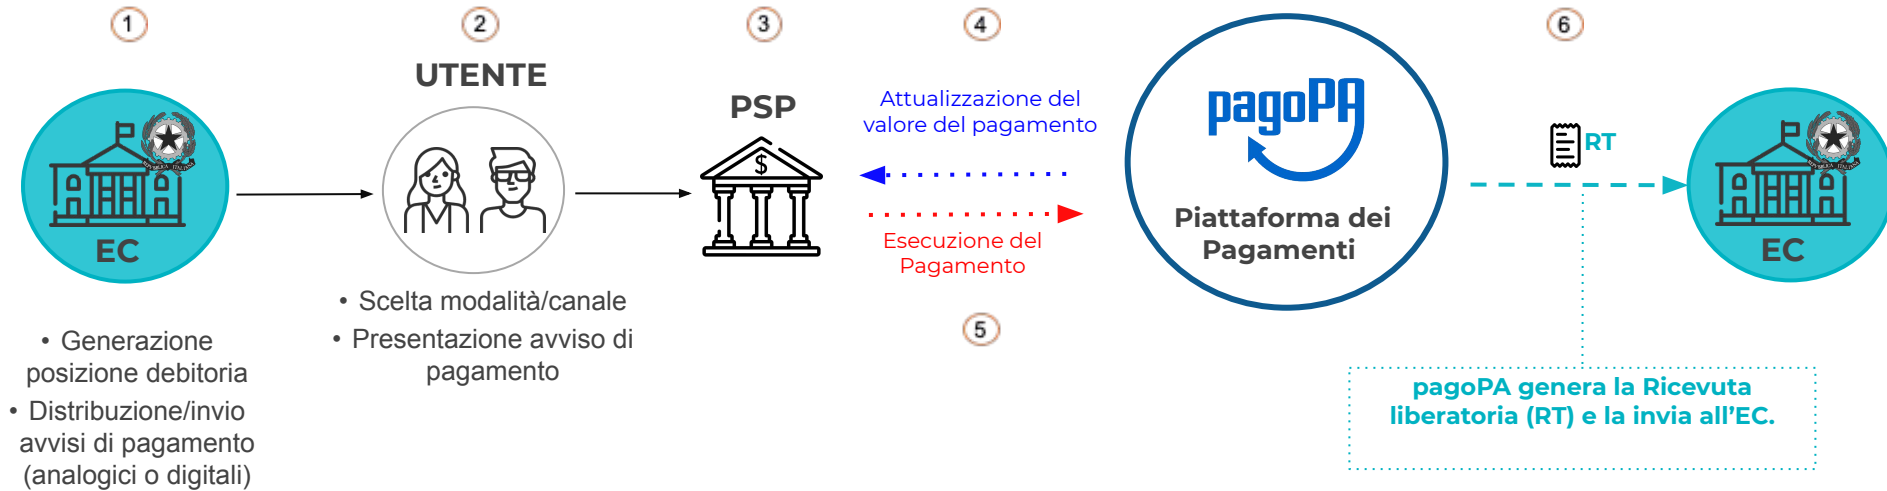 1
EC
• Generazione
posizione debitoria
• Distribuzione/invio
avvisi di pagamento
(analogici o digitali)
2
UTENTE
• Scelta modalità/canale
• Presentazione avviso di
pagamento
3
PSP
$
4
Attualizzazione del
valore del pagamento
Esecuzione del
Pagamento
5
pagoPA
Piattaforma dei
Pagamenti
6
RT
EC
pagoPA genera la Ricevuta
liberatoria (RT) e la invia all’EC.